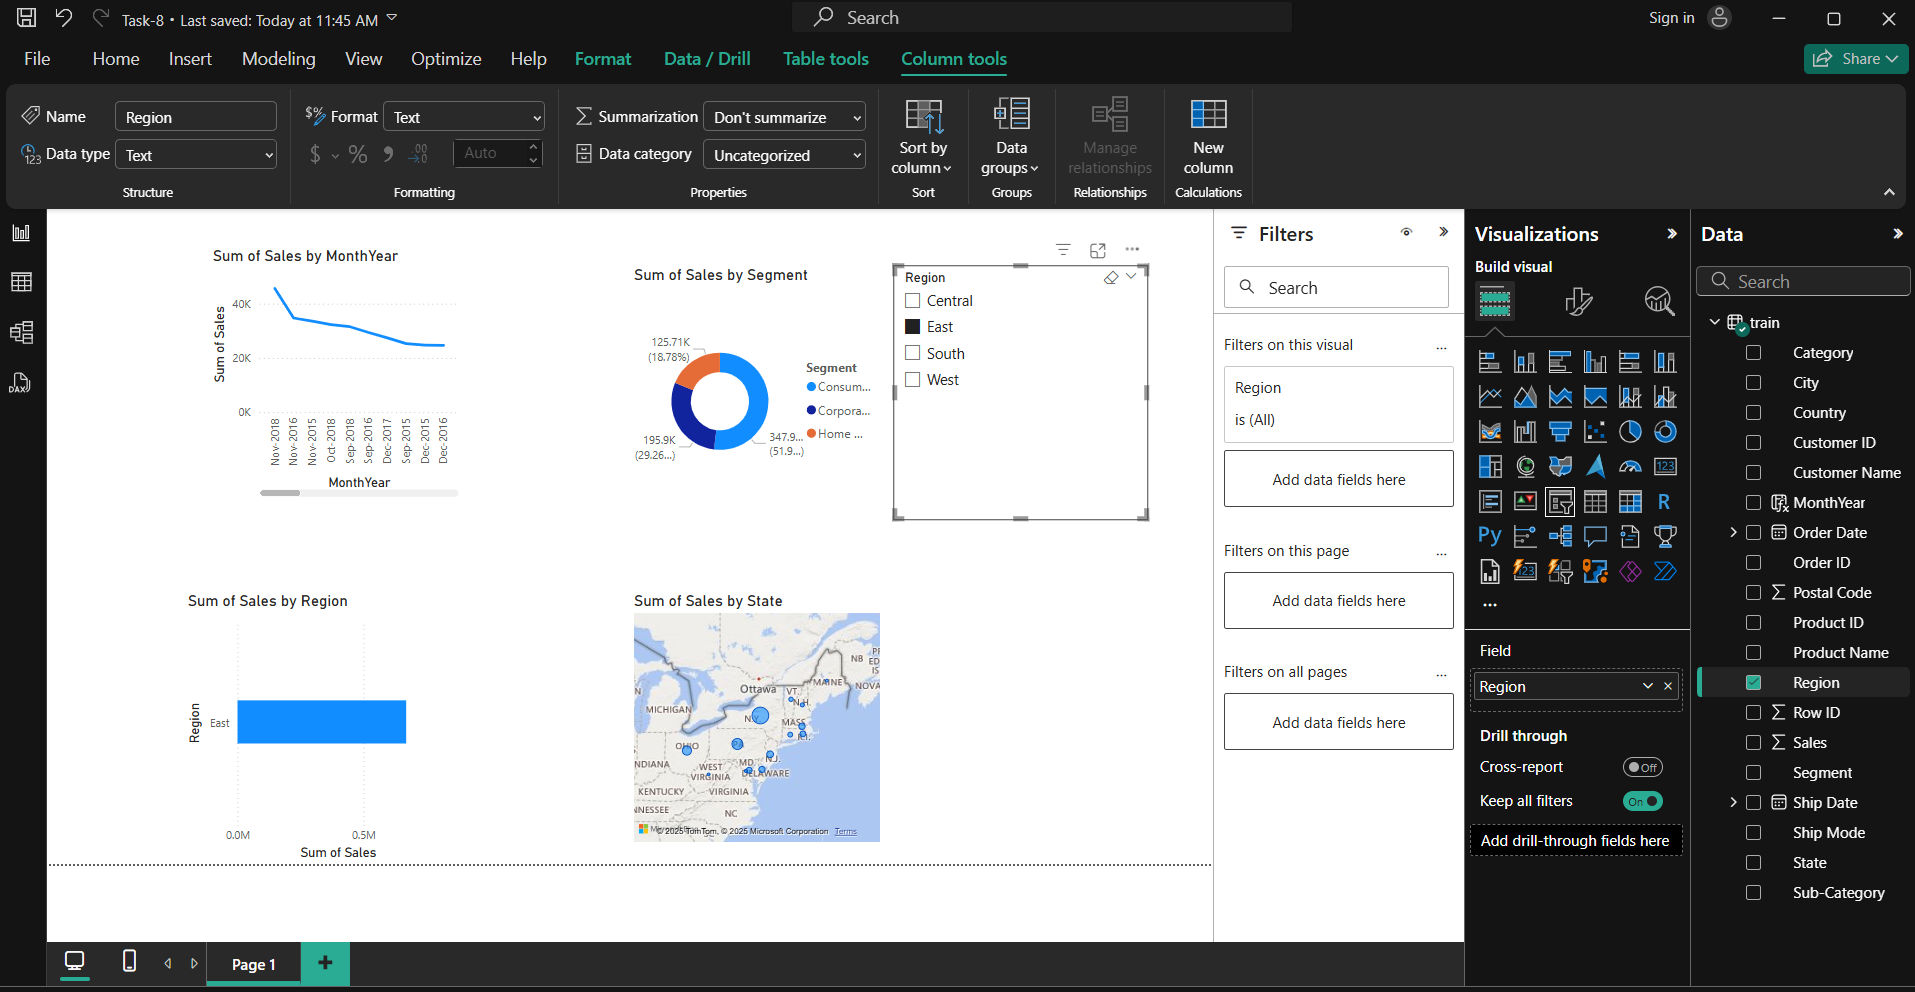 Task-8 • Last saved: Today at 11:45 AM
Search
Sign in
File
Home
Insert
Modeling
View
Optimize
Help
Format
Data / Drill
Table tools
Column tools
Share
Name
Region
Data type
Text
Structure
$% Format
Text
$
%
Auto
Formatting
Summarization
Don't summarize
Data category
Uncategorized
Properties
Sort by
column
Sort
Data
groups
Groups
Manage
relationships
Relationships
New
column
Calculations
DAX
Sum of Sales by MonthYear
Sum of Sales
40K
20K
0K
Nov-2018
Nov-2016
Nov-2015
Oct-2018
Sep-2018
Sep-2016
Dec-2017
Sep-2015
Dec-2015
Dec-2016
MonthYear
Sum of Sales by Segment
125.71K
(18.78%)
195.9K
(29.26...)
347.9...
(51.9...)
Segment
Consum...
Corpora...
Home ...
Region
Central
East
South
West
Sum of Sales by Region
Region
East
0.0M
0.5M
Sum of Sales
Sum of Sales by State
Ottawa
MAINE
NB
NOVA
VT.
N.H.
MICHIGAN
MASS.
R.I.
OHIO
PA
N.J.
NDIANA
WEST
VIRGINIA
MD.
DELAWARE
KENTUCKY
VIRGINIA
NNESSEE
NC
SC
© 2025 TomTom, © 2025 Microsoft Corporation Terms
Filters
Search
Filters on this visual
...
Region
is (All)
Add data fields here
Filters on this page
...
Add data fields here
Filters on all pages
...
Add data fields here
Visualizations
Build visual
123
R
Py
123
...
Field
Region
Drill through
Cross-report
Off
Keep all filters
On
Add drill-through fields here
Data
Search
train
Category
City
Country
Customer ID
Customer Name
MonthYear
Order Date
Order ID
Postal Code
Product ID
Product Name
Region
Row ID
Sales
Segment
Ship Date
Ship Mode
State
Sub-Category
Page 1